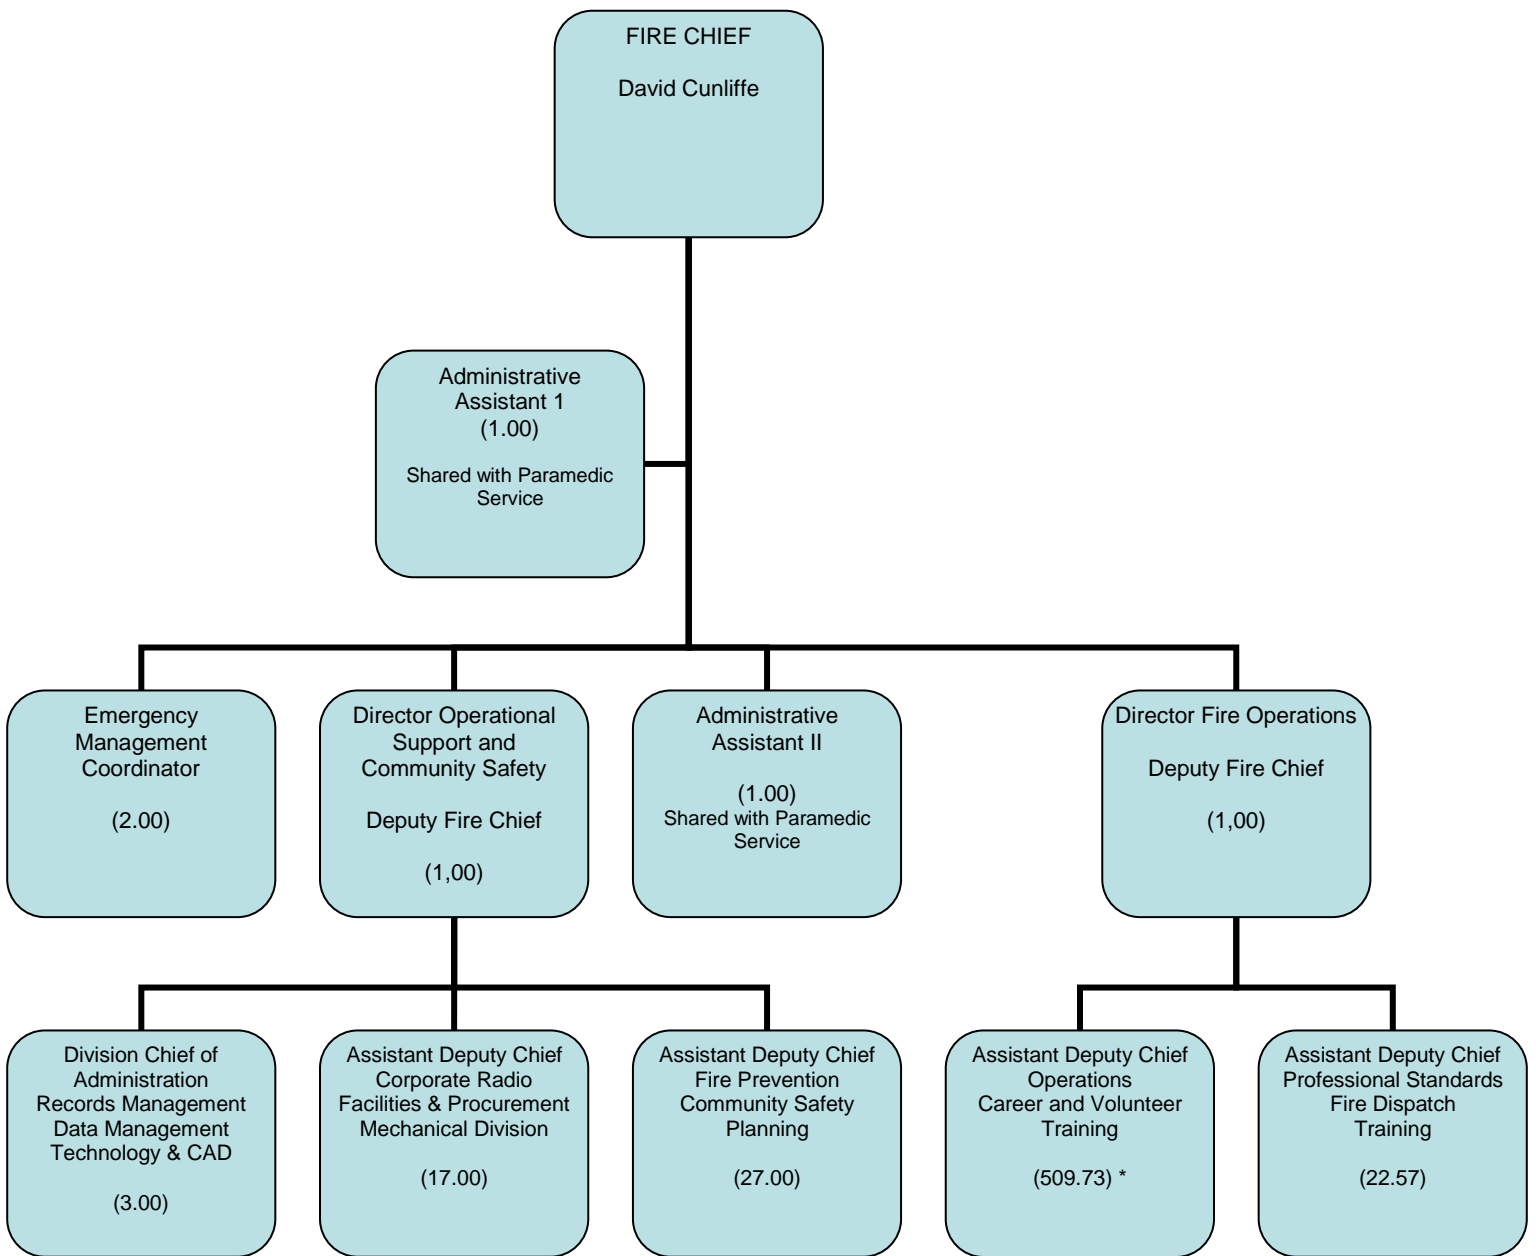 FIRE CHIEF
David Cunliffe
Administrative
Assistant 1
(1.00)
Shared with Paramedic
Service
Emergency
Management
Coordinator
(2.00)
Director Operational
Support and
Community Safety
Deputy Fire Chief
(1,00)
Administrative
Assistant II
(1.00)
Shared with Paramedic
Service
Director Fire Operations
Deputy Fire Chief
(1,00)
Division Chief of
Administration
Records Management
Data Management
Technology & CAD
(3.00)
Assistant Deputy Chief
Corporate Radio
Facilities & Procurement
Mechanical Division
(17.00)
Assistant Deputy Chief
Fire Prevention
Community Safety
Planning
(27.00)
Assistant Deputy Chief
Operations
Career and Volunteer
Training
(509.73) *
Assistant Deputy Chief
Professional Standards
Fire Dispatch
Training
(22.57)